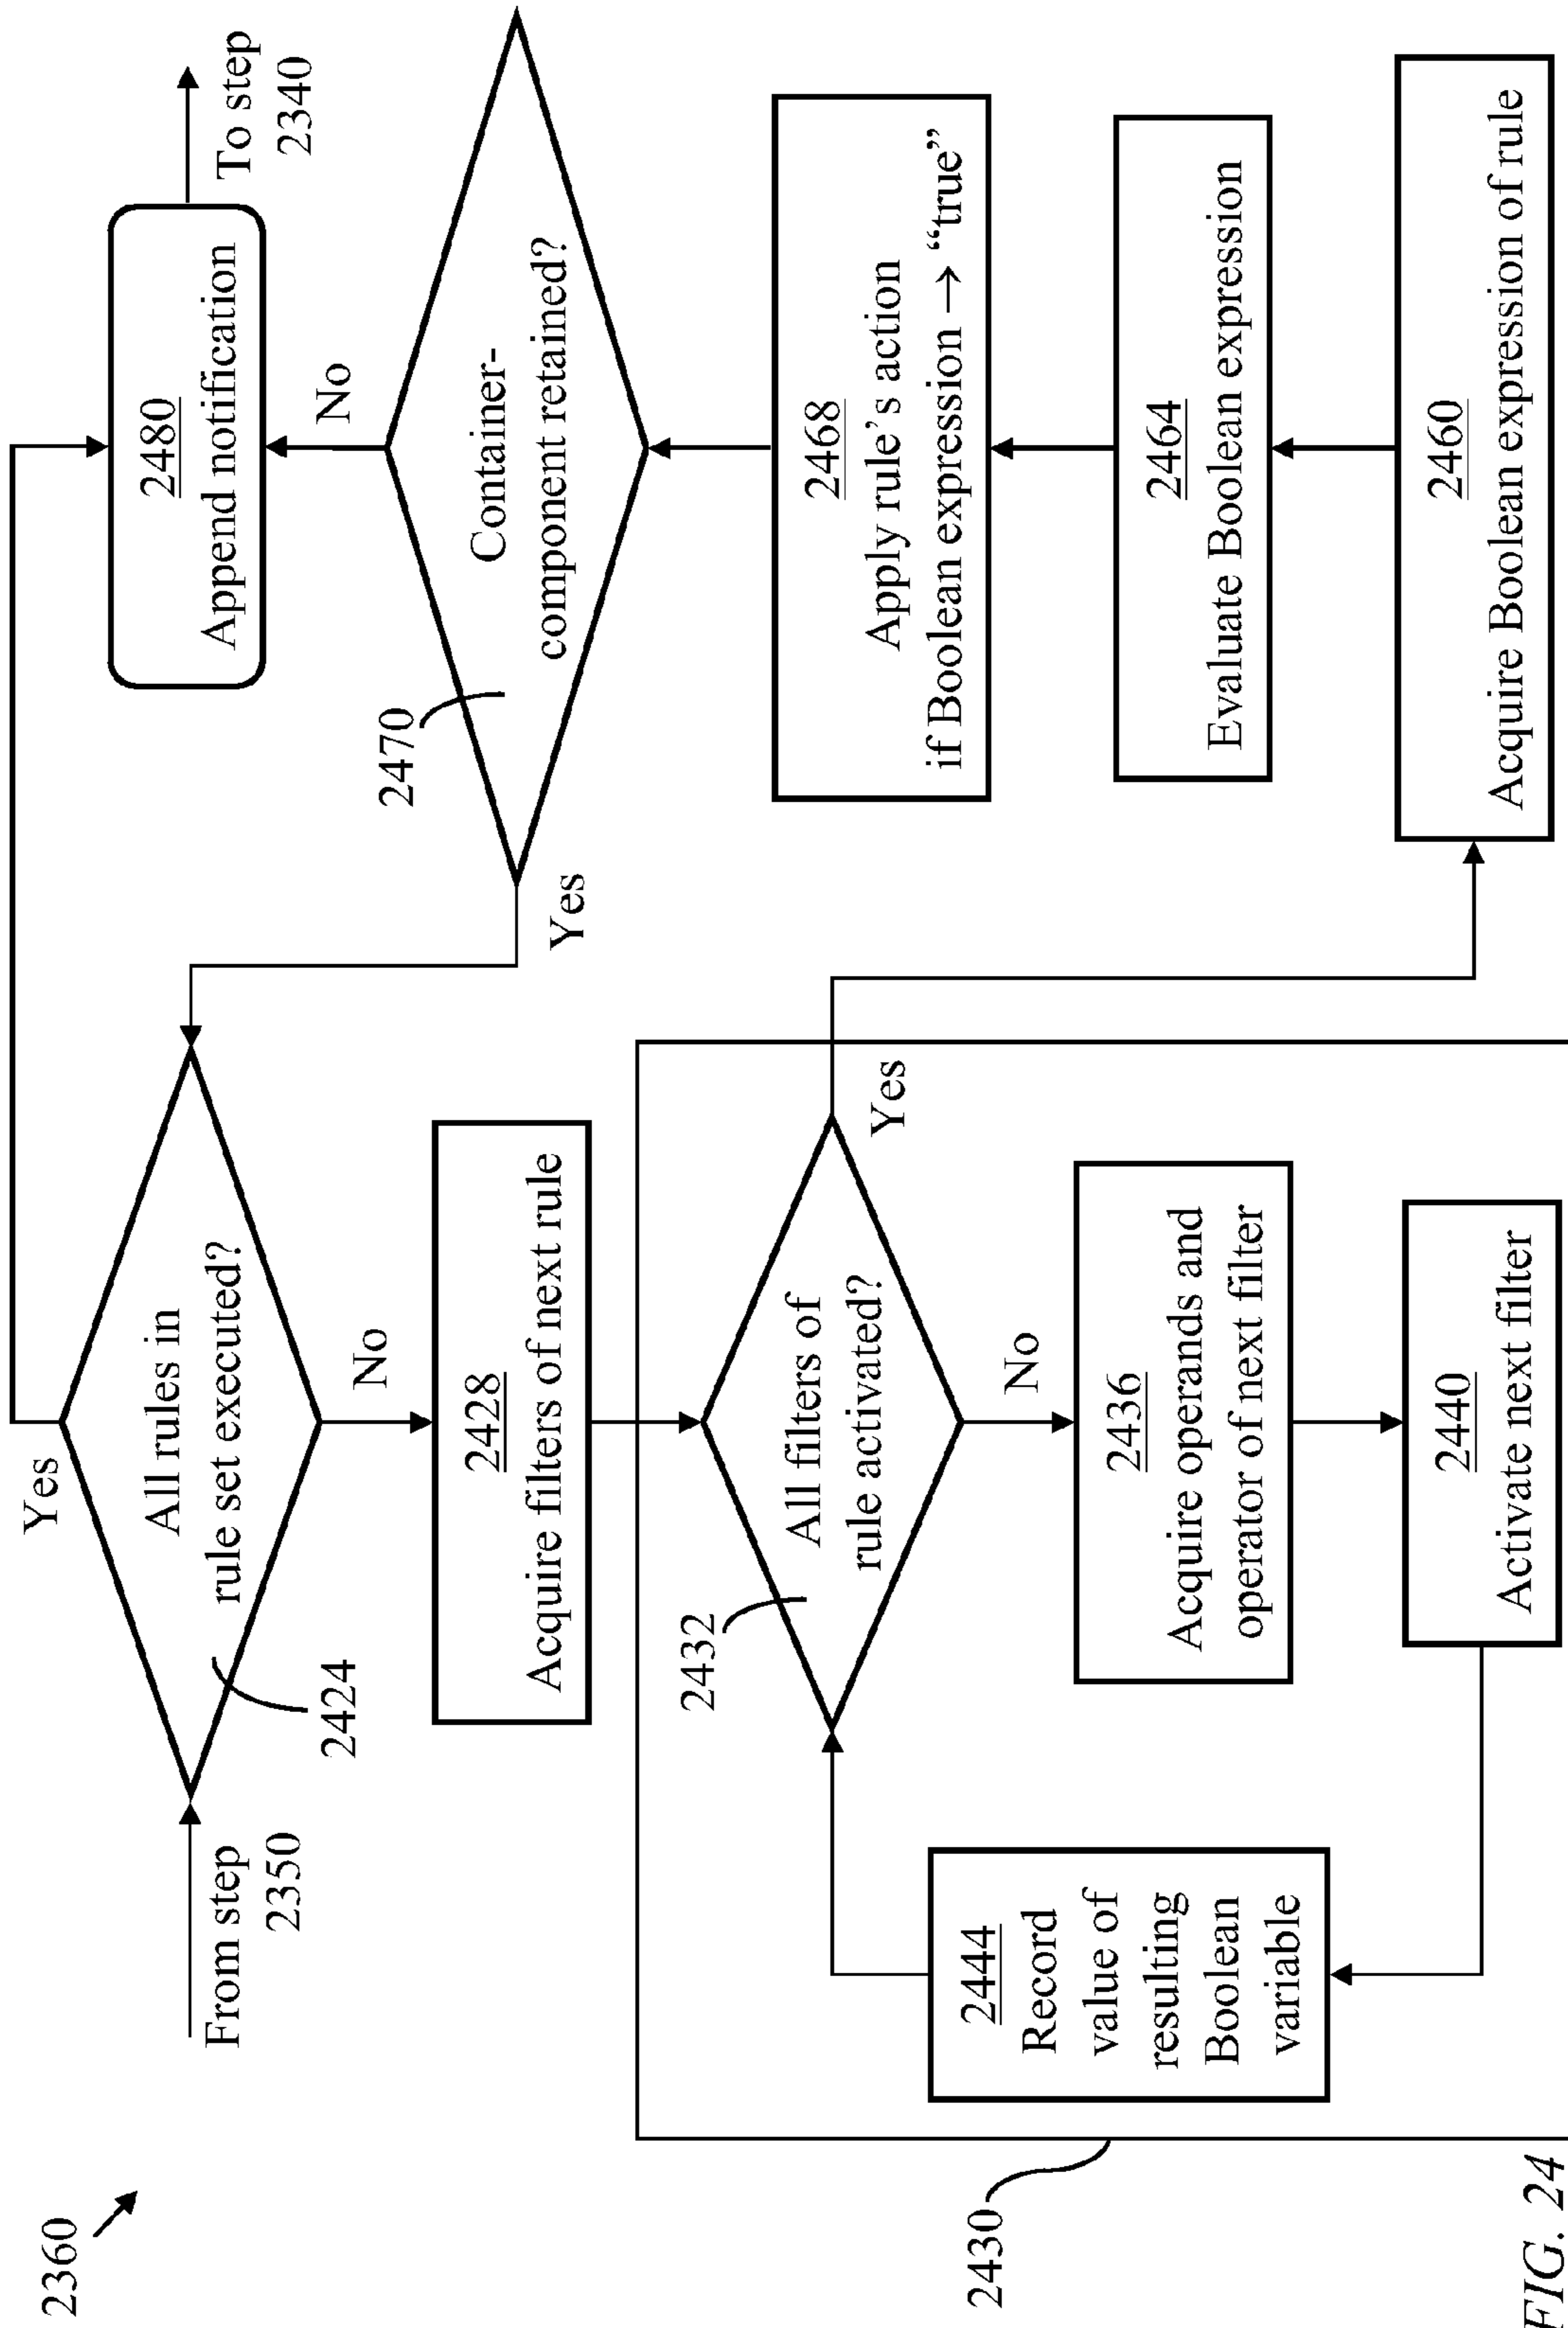 2360
From step
2350
Yes
All rules in
rule set executed?
2424
No
2428
Acquire filters of next rule
2430
2432
All filters of
rule activated?
Yes
No
2436
Acquire operands and
operator of next filter
2440
Activate next filter
2444
Record
value of
resulting
Boolean
variable
2480
Append notification
To step
2340
No
2470
Container-
component retained?
Yes
2468
Apply rule’s action
if Boolean expression → “true”
2464
Evaluate Boolean expression
2460
Acquire Boolean expression of rule
FIG. 24